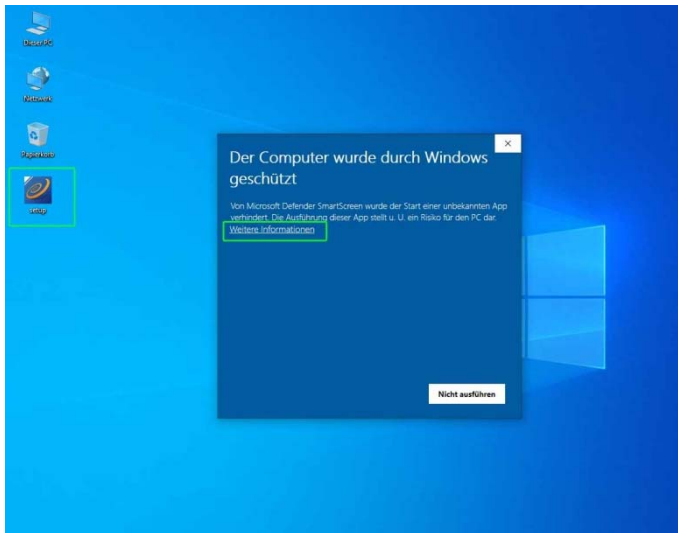 Dieser PC
Netzwerk
Papierkorb
setup
Der Computer wurde durch Windows
geschützt
Von Microsoft Defender SmartScreen wurde der Start einer unbekannten App
verhindert. Die Ausführung dieser App stellt u. U. ein Risiko für den PC dar.
Weitere Informationen
Nicht ausführen